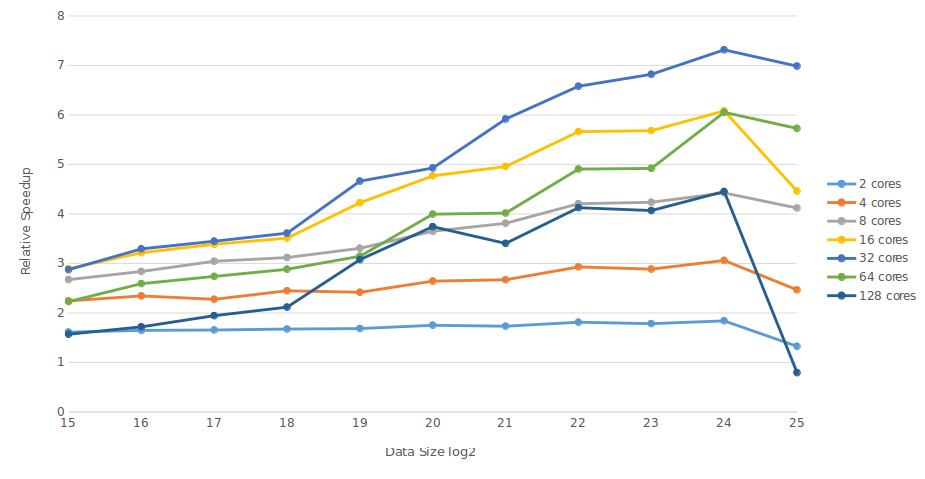 8
7
6
5
4
3
2
1
0
Relative Speedup
15 16 17 18 19 20 21 22 23 24 25
Data Size log2
2 cores
4 cores
8 cores
16 cores
32 cores
64 cores
128 cores